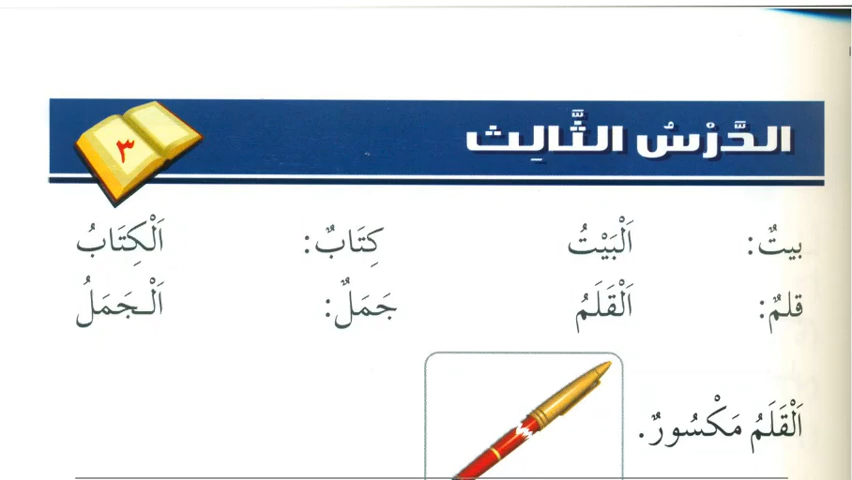 الدَّرْسُ الثَّالِث
٣
بيتٌ: اَلْبَيْتُ كِتَابٌ: اَلْكِتَابُ
قلمٌ: اَلْقَلَمُ جَمَلٌ: اَلْجَمَلُ
اَلْقَلَمُ مَكْسُورٌ.